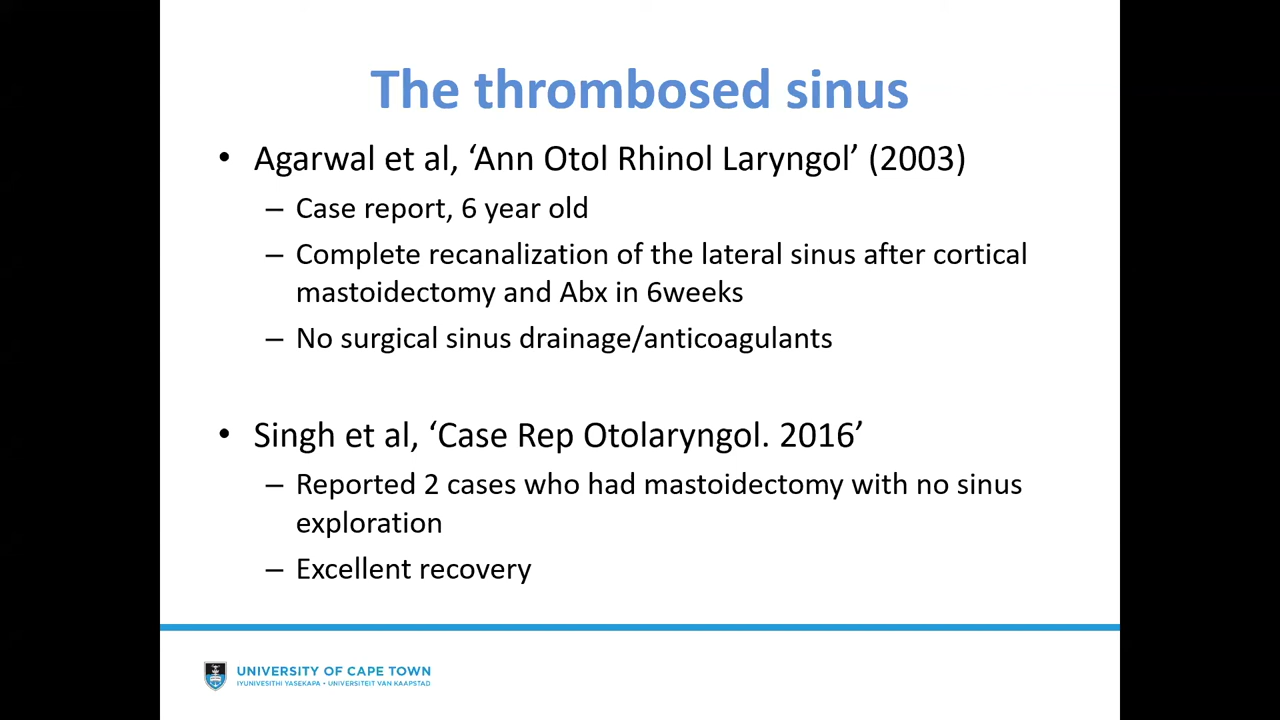 The thrombosed sinus
• Agarwal et al, ‘Ann Otol Rhinol Laryngol’ (2003)
– Case report, 6 year old
– Complete recanalization of the lateral sinus after cortical
mastoidectomy and Abx in 6weeks
– No surgical sinus drainage/anticoagulants
• Singh et al, ‘Case Rep Otolaryngol. 2016’
– Reported 2 cases who had mastoidectomy with no sinus
exploration
– Excellent recovery
UNIVERSITY OF CAPE TOWN
IYUNIVESITHI YASEKAPA • UNIVERSITEIT VAN KAAPSTAD